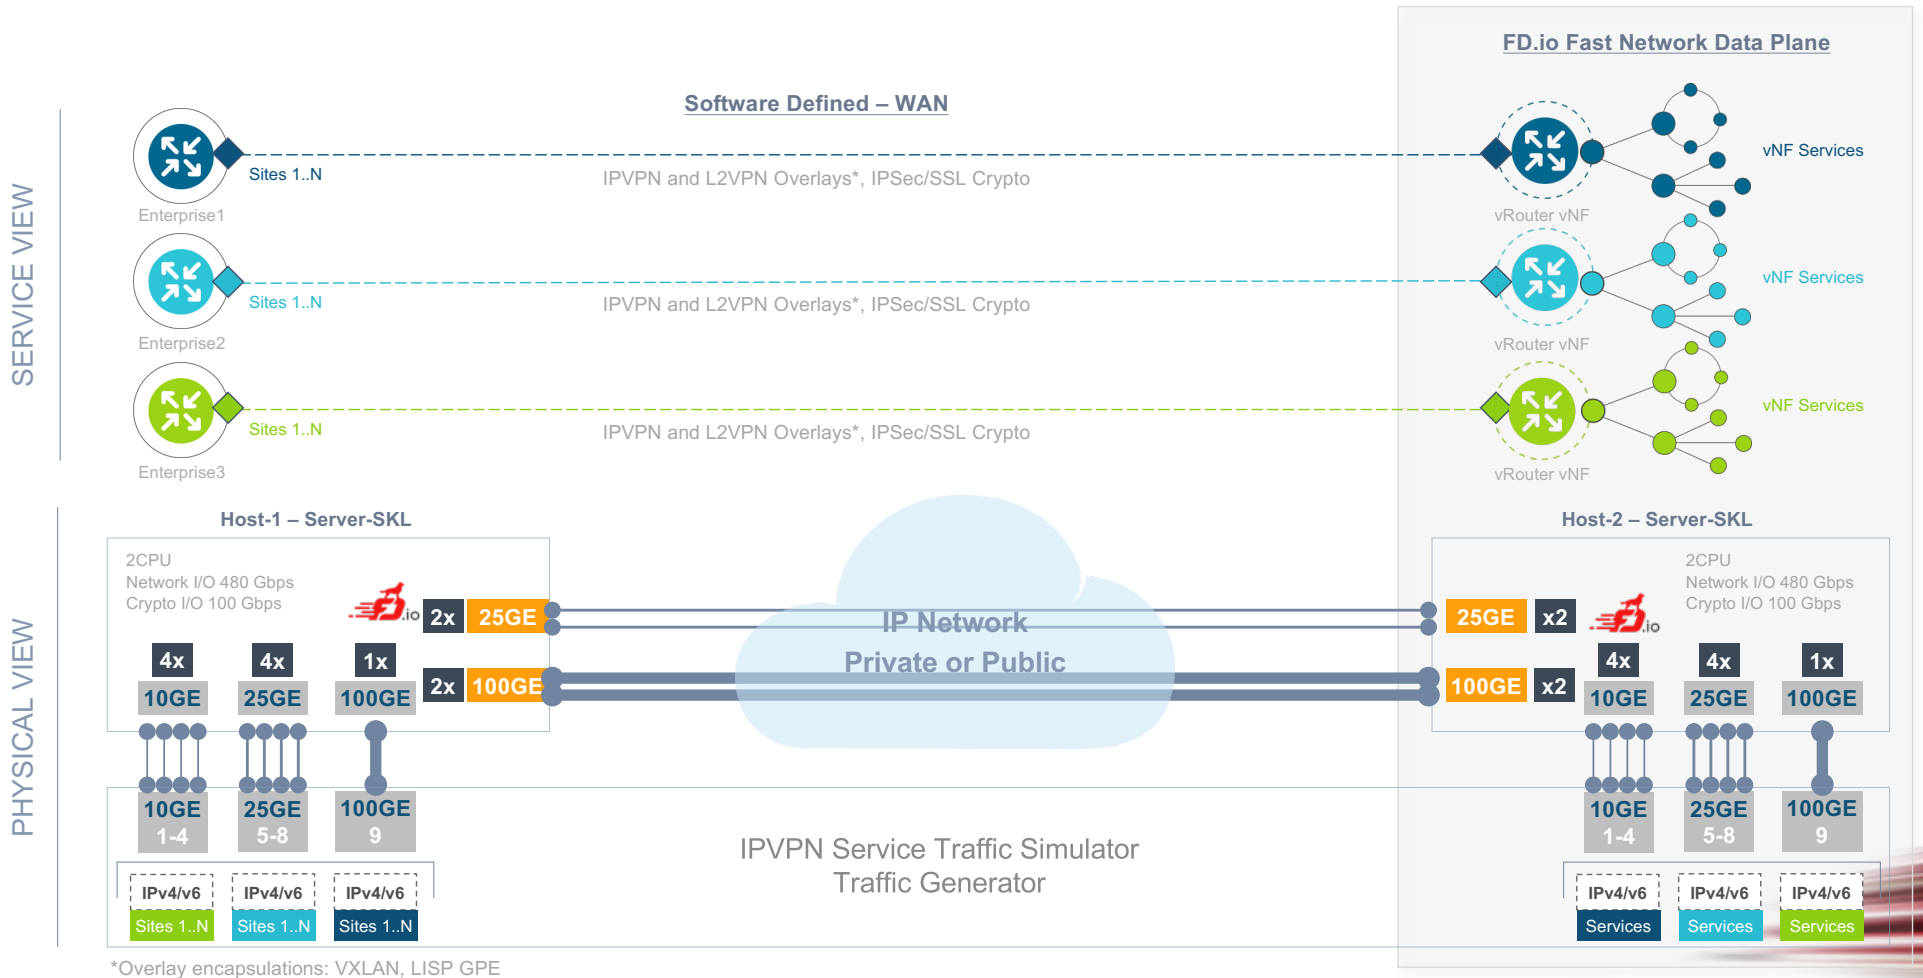 FD.io Fast Network Data Plane
Software Defined – WAN
SERVICE VIEW
Sites 1..N
IPVPN and L2VPN Overlays*, IPSec/SSL Crypto
vNF Services
Enterprise1
vRouter vNF
Sites 1..N
IPVPN and L2VPN Overlays*, IPSec/SSL Crypto
vNF Services
Enterprise2
vRouter vNF
Sites 1..N
IPVPN and L2VPN Overlays*, IPSec/SSL Crypto
vNF Services
Enterprise3
vRouter vNF
PHYSICAL VIEW
Host-1 – Server-SKL
2CPU
Network I/O 480 Gbps
Crypto I/O 100 Gbps
FD.io
2x 25GE
4x 4x 1x
10GE 25GE 100GE
2x 100GE
IP Network
Private or Public
Host-2 – Server-SKL
2CPU
Network I/O 480 Gbps
Crypto I/O 100 Gbps
25GE x2
FD.io
4x 4x 1x
100GE x2
10GE 25GE 100GE
10GE 25GE 100GE
1-4 5-8 9
IPv4/v6 IPv4/v6 IPv4/v6
Sites 1..N Sites 1..N Sites 1..N
IPVPN Service Traffic Simulator
Traffic Generator
10GE 25GE 100GE
1-4 5-8 9
IPv4/v6 IPv4/v6 IPv4/v6
Services Services Services
*Overlay encapsulations: VXLAN, LISP GPE